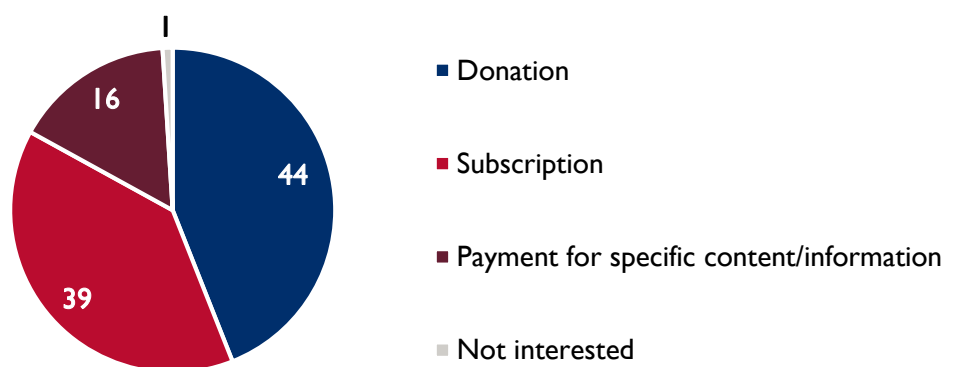 1
16
44
39
Donation
Subscription
Payment for specific content/information
Not interested